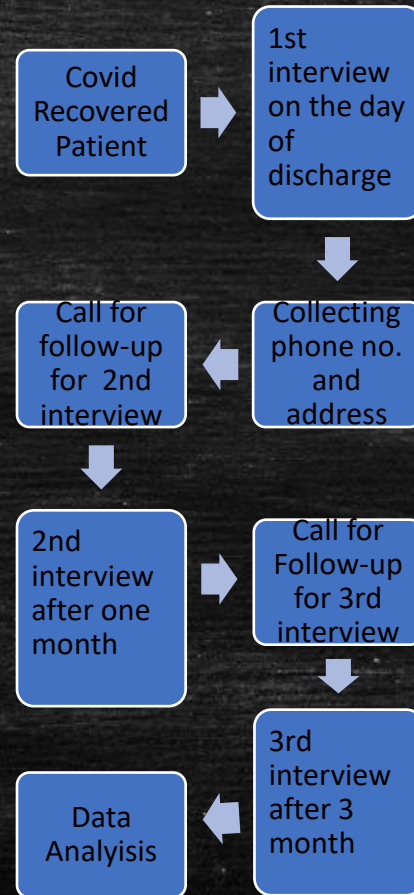 Covid
Recovered
Patient
1st
interview
on the day
of
discharge
Collecting
phone no.
and
address
Call for
follow-up
for 2nd
interview
2nd
interview
after one
month
Call for
Follow-up
for 3rd
interview
3rd
interview
after 3
month
Data
Analyisis